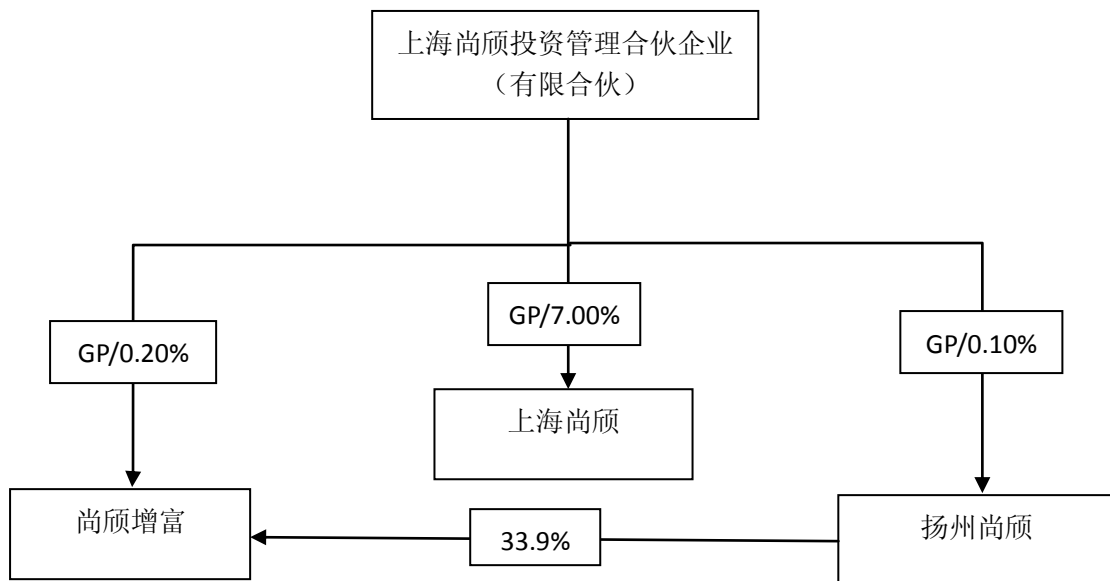 上海尚颀投资管理合伙企业
（有限合伙）
GP/0.20%
GP/7.00%
GP/0.10%
上海尚颀
尚颀增富
33.9%
扬州尚颀